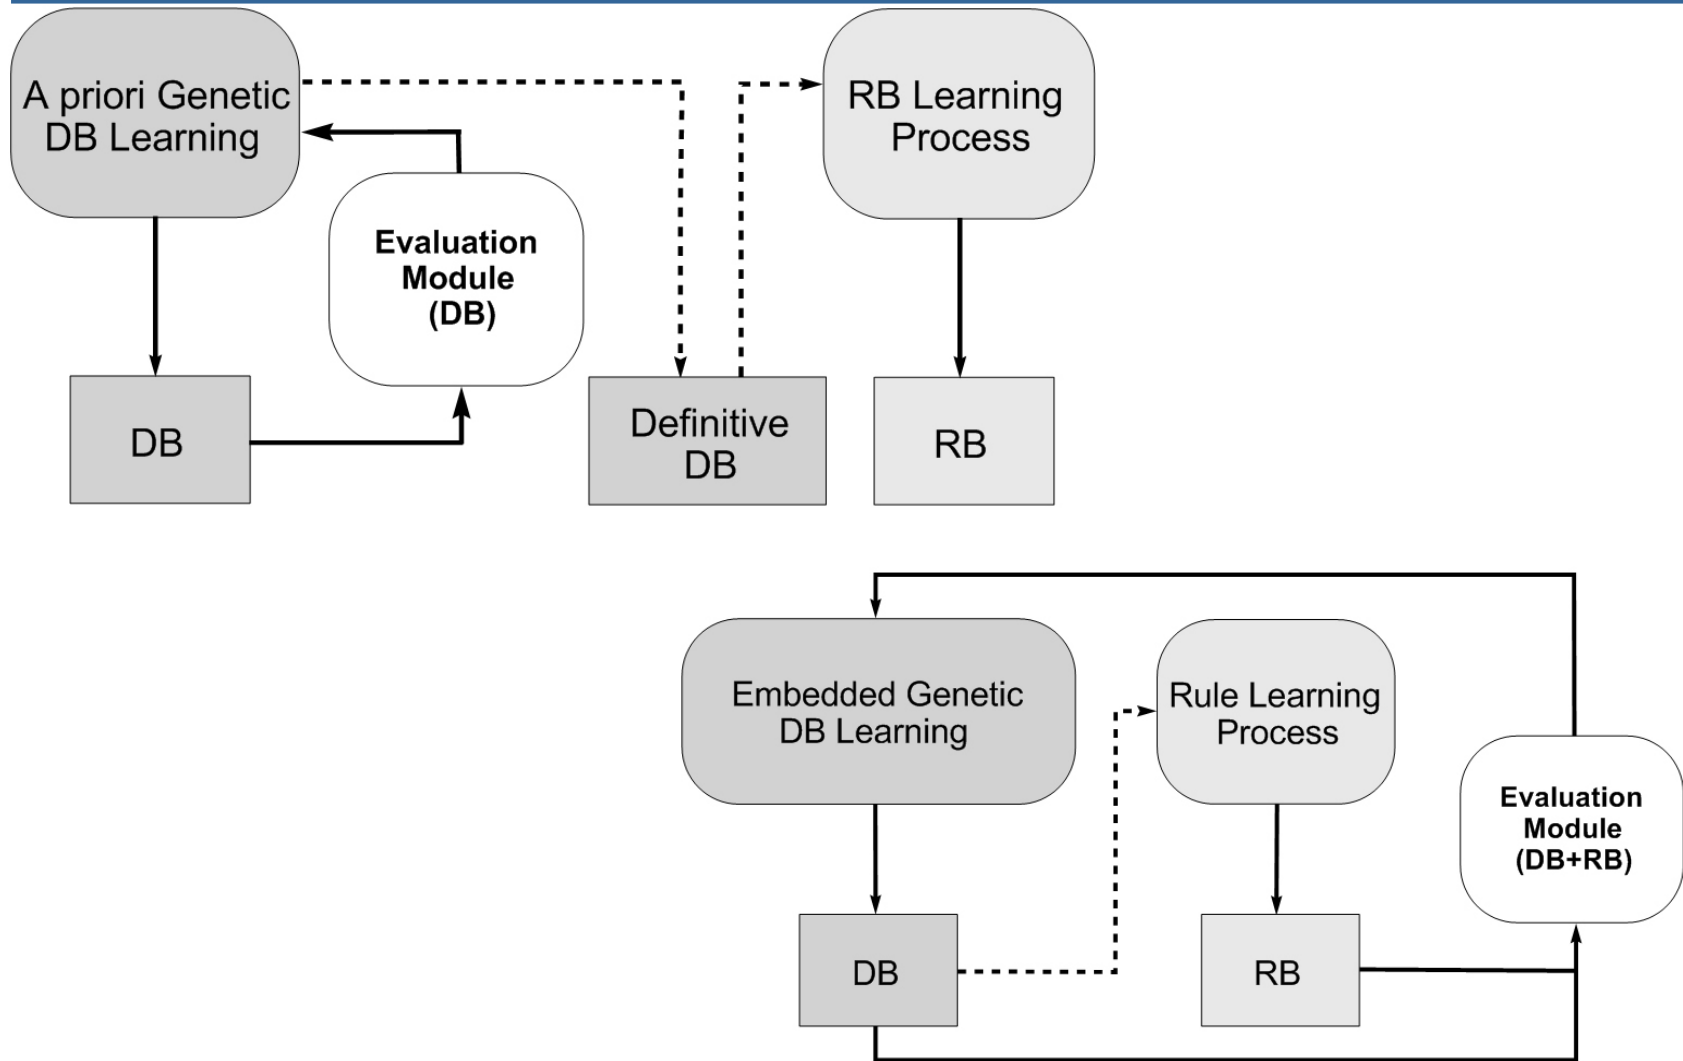 A priori Genetic
DB Learning
RB Learning
Process
Evaluation
Module
(DB)
DB
Definitive
DB
RB
Embedded Genetic
DB Learning
Rule Learning
Process
Evaluation
Module
(DB+RB)
DB
RB